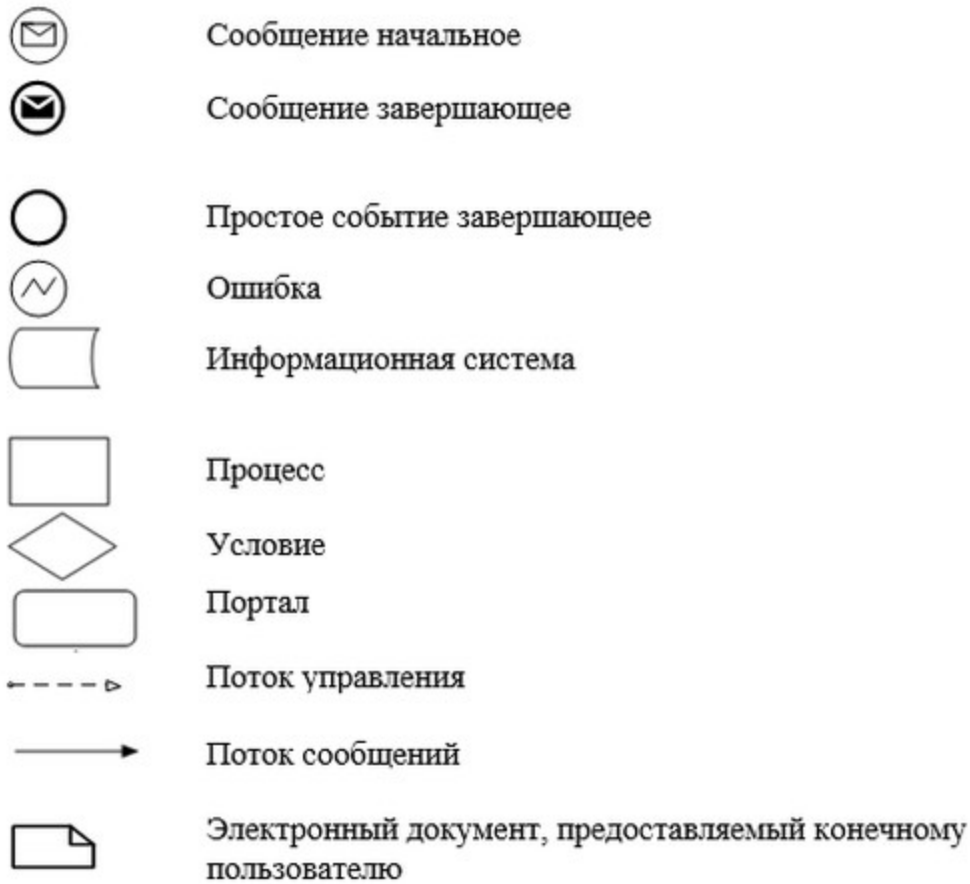 Сообщение начальное
Сообщение завершающее
Простое событие завершающее
Ошибка
Информационная система
Процесс
Условие
Портал
Поток управления
Поток сообщений
Электронный документ, предоставляемый конечному
пользователю